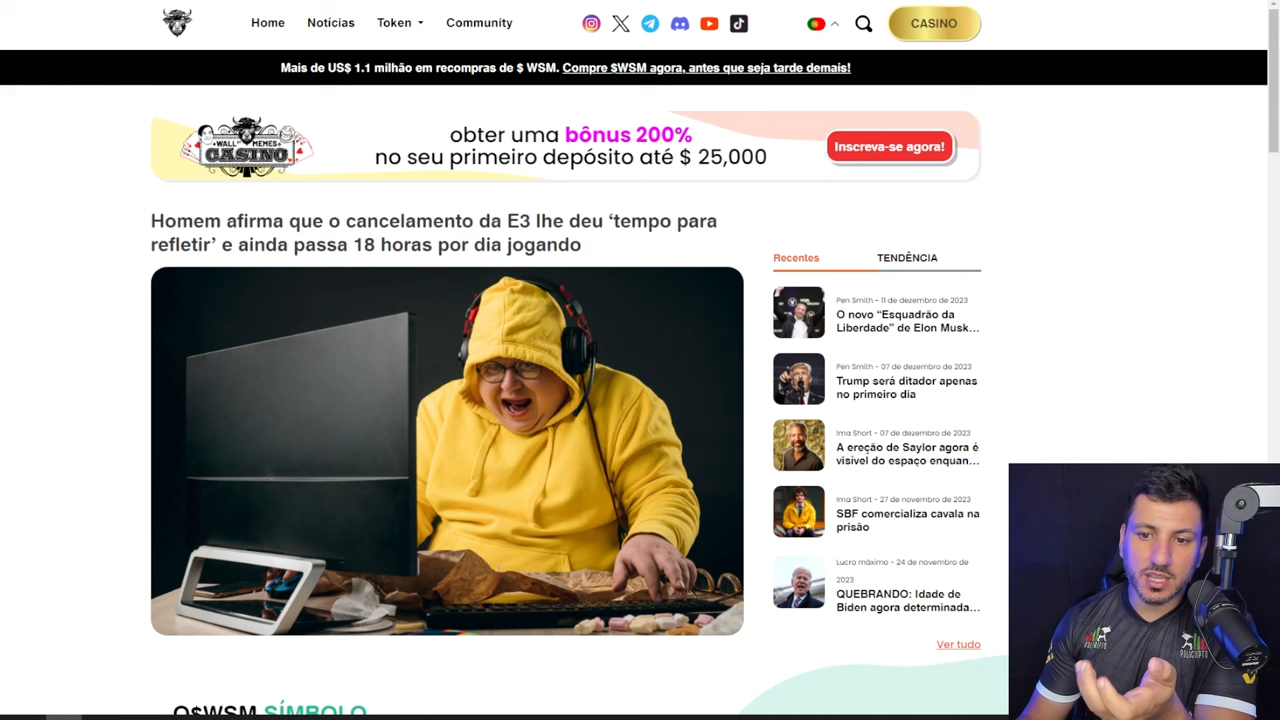 Home
Notícias
Token
Community
CASINO
Mais de US$ 1.1 milhão em recompras de $ WSM. Compre $WSM agora, antes que seja tarde demais!
WALL ST MEMES
CASINO
obter uma bônus 200%
no seu primeiro depósito até $ 25,000
Inscreva-se agora!
Homem afirma que o cancelamento da E3 lhe deu ‘tempo para
refletir’ e ainda passa 18 horas por dia jogando
Recentes
TENDÊNCIA
Pen Smith - 11 de dezembro de 2023
O novo “Esquadrão da
Liberdade” de Elon Musk...
Pen Smith - 07 de dezembro de 2023
Trump será ditador apenas
no primeiro dia
Ima Short - 07 de dezembro de 2023
A ereção de Saylor agora é
visível do espaço enquan...
Ima Short - 27 de novembro de 2023
SBF comercializa cavala na
prisão
Lucro máximo - 24 de novembro de
2023
QUEBRANDO: Idade de
Biden agora determinada...
Ver tudo
O$WSM SÍMBOLO